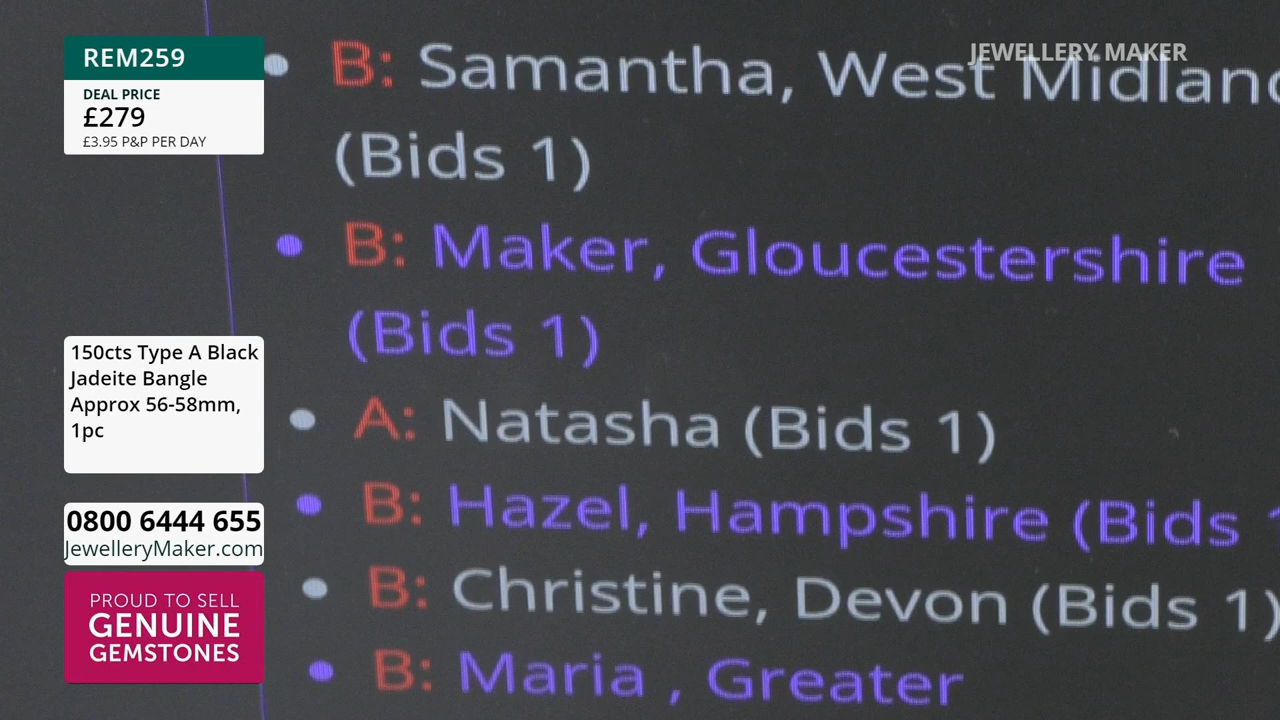 REM259
DEAL PRICE
£279
£3.95 P&P PER DAY
JEWELLERY MAKER
B: Samantha, West Midland
(Bids 1)
B: Maker, Gloucestershire
(Bids 1)
A: Natasha (Bids 1)
B: Hazel, Hampshire (Bids 1
B: Christine, Devon (Bids 1)
B: Maria , Greater
150cts Type A Black
Jadeite Bangle
Approx 56-58mm,
1pc
0800 6444 655
JewelleryMaker.com
PROUD TO SELL
GENUINE
GEMSTONES